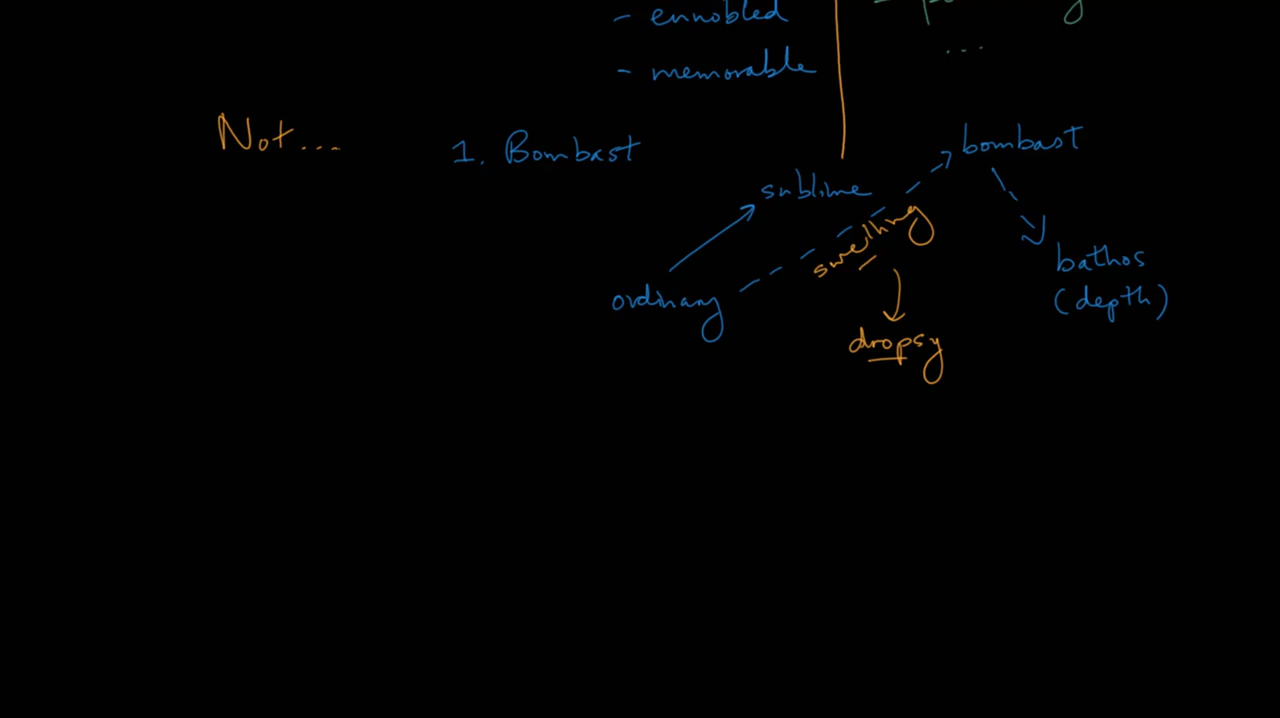 - ennobled
...
- memorable
Not...
1. Bombast
bombast
sublime
swelling
bathos
(depth)
ordinary
dropsy